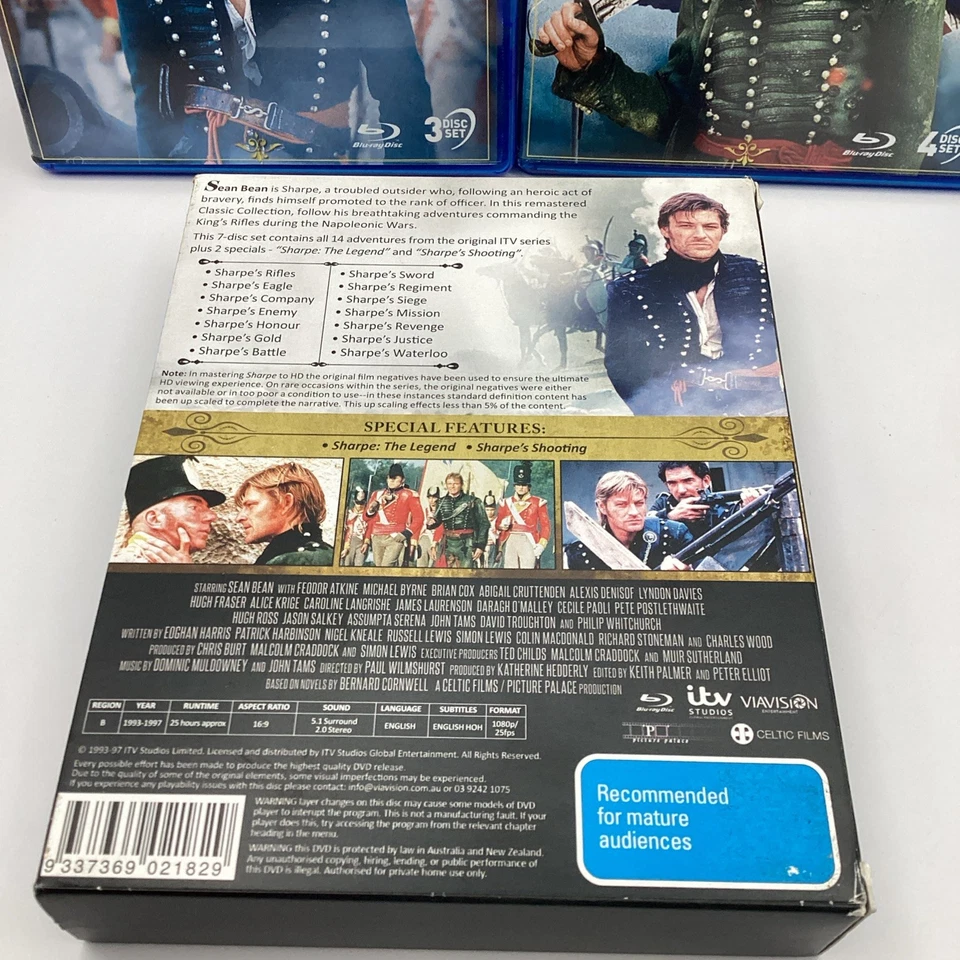 Blu-ray Disc
3 DISC SET
Blu-ray Disc
4 DISC SET
Sean Bean is Sharpe, a troubled outsider who, following an heroic act of
bravery, finds himself promoted to the rank of officer. In this remastered
Classic Collection, follow his breathtaking adventures commanding the
King's Rifles during the Napoleonic Wars.
This 7-disc set contains all 14 adventures from the original ITV series
plus 2 specials - "Sharpe: The Legend" and "Sharpe's Shooting".
• Sharpe's Rifles
• Sharpe's Eagle
• Sharpe's Company
• Sharpe's Enemy
• Sharpe's Honour
• Sharpe's Gold
• Sharpe's Battle
• Sharpe's Sword
• Sharpe's Regiment
• Sharpe's Siege
• Sharpe's Mission
• Sharpe's Revenge
• Sharpe's Justice
• Sharpe's Waterloo
Note: In mastering Sharpe to HD the original film negatives have been used to ensure the ultimate
HD viewing experience. On rare occasions within the series, the original negatives were either
not available or in too poor a condition to use--in these instances standard definition content has
been up scaled to complete the narrative. This up scaling effects less than 5% of the content.
SPECIAL FEATURES:
• Sharpe: The Legend • Sharpe's Shooting
STARRING SEAN BEAN WITH FEODOR ATKINE MICHAEL BYRNE BRIAN COX ABIGAIL CRUTTENDEN ALEXIS DENISOF LYNDON DAVIES
HUGH FRASER ALICE KRIGE CAROLINE LANGRISHE JAMES LAURENSON DARAGH O'MALLEY CECILE PAOLI PETE POSTLETHWAITE
HUGH ROSS JASON SALKEY ASSUMPTA SERENA JOHN TAMS DAVID TROUGHTON AND PHILIP WHITCHURCH
WRITTEN BY EOGHAN HARRIS PATRICK HARBINSON NIGEL KNEALE RUSSELL LEWIS SIMON LEWIS COLIN MACDONALD RICHARD STONEMAN AND CHARLES WOOD
PRODUCED BY CHRIS BURT MALCOLM CRADDOCK AND SIMON LEWIS EXECUTIVE PRODUCERS TED CHILDS MALCOLM CRADDOCK AND MUIR SUTHERLAND
MUSIC BY DOMINIC MULDOWNEY AND JOHN TAMS DIRECTED BY PAUL WILMSHURST PRODUCED BY KATHERINE HEDDERLY EDITED BY KEITH PALMER AND PETER ELLIOT
BASED ON NOVELS BY BERNARD CORNWELL A CELTIC FILMS / PICTURE PALACE PRODUCTION
REGION YEAR RUNTIME ASPECT RATIO SOUND LANGUAGE SUBTITLES FORMAT
B 1993-1997 25 hours approx 16:9 5.1 Surround 2.0 Stereo ENGLISH ENGLISH HOH 1080p/ 25fps
Blu-ray Disc
itv STUDIOS
VIAVISION ENTERTAINMENT
picture palace
CELTIC FILMS
© 1993-97 ITV Studios Limited. Licensed and distributed by ITV Studios Global Entertainment. All Rights Reserved.
Every possible effort has been made to produce the highest quality DVD release.
Due to the quality of some of the original elements, some visual imperfections may be experienced.
If you experience any playability issues with this disc please contact: info@viavision.com.au or 03 9242 1075
WARNING layer changes on this disc may cause some models of DVD
player to interupt the program. This is not a manufacturing fault. If your
player does this, try accessing the program from the relevant chapter
heading in the menu.
WARNING this DVD is protected by law in Australia and New Zealand.
Any unauthorised copying, hiring, lending, or public performance of
this DVD is illegal. Authorised for private home use only.
9 337369 021829
Recommended
for mature
audiences